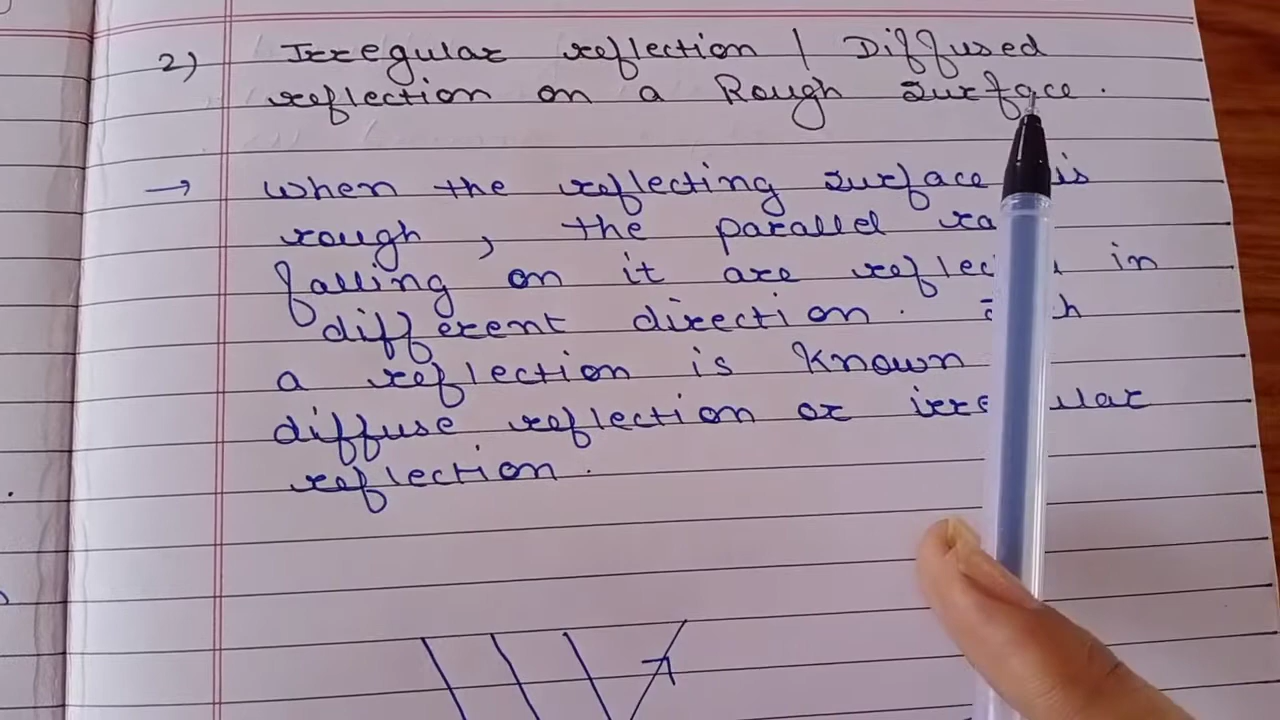 2) Irregular reflection | Diffused
reflection on a Rough surface.
→ when the reflecting surface is
rough, the parallel
falling on it are in
different direction.
a reflection is known
diffuse reflection or
reflection.